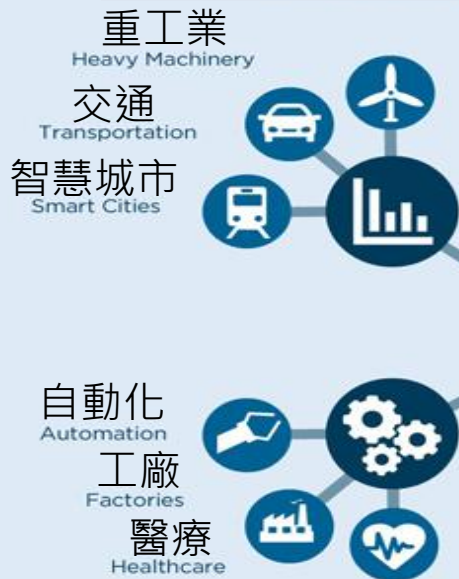 重工業
Heavy Machinery
交通
Transportation
智慧城市
Smart Cities
自動化
Automation
工廠
Factories
醫療
Healthcare